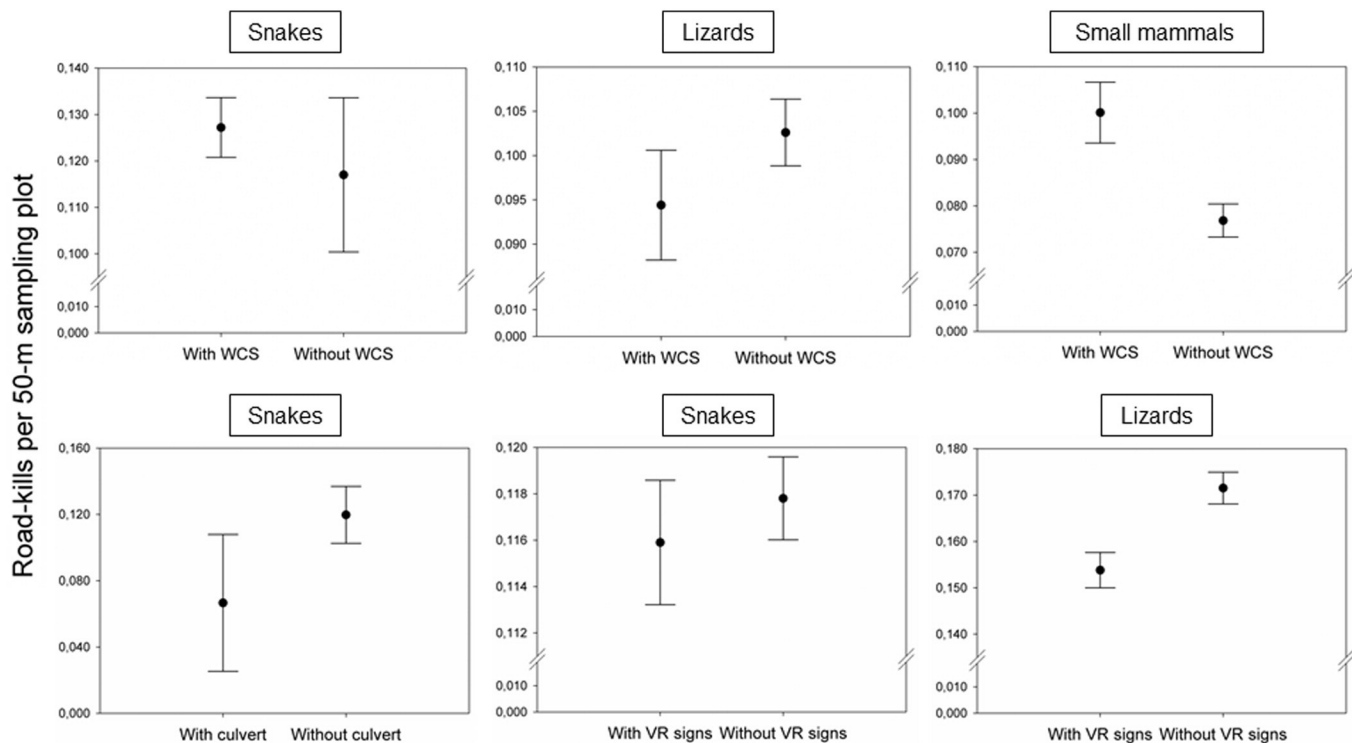 Snakes
Lizards
Small mammals
Road-kills per 50-m sampling plot
0,140
0,130
0,120
0,110
0,100
0,010
0,000
With WCS
Without WCS
0,110
0,105
0,100
0,095
0,090
0,010
0,000
With WCS
Without WCS
0,110
0,100
0,090
0,080
0,070
0,010
0,000
With WCS
Without WCS
Snakes
Snakes
Lizards
0,160
0,120
0,080
0,040
0,000
With culvert
Without culvert
0,120
0,118
0,116
0,114
0,112
0,010
0,000
With VR signs
Without VR signs
0,180
0,170
0,160
0,150
0,140
0,010
0,000
With VR signs
Without VR signs